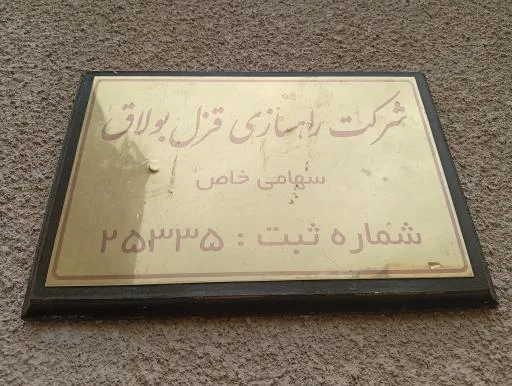 شرکت راهسازی قزل بولاق
سهامی خاص
شماره ثبت : ۲۵۳۳۵